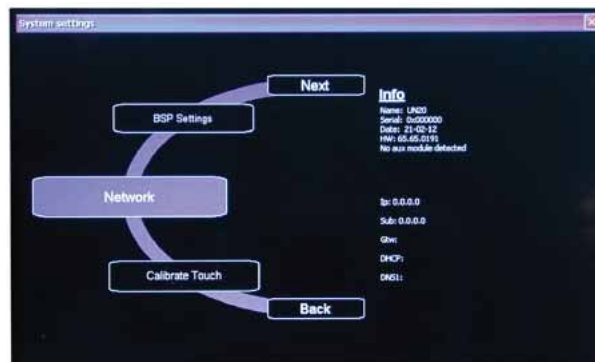 System settings
Next
BSP Settings
Network
Calibrate Touch
Back
Info
Name: UN20
Serial: 0x000000
Date: 21-02-12
HW: 65.65.0191
No aux module detected
Ip: 0.0.0.0
Sub: 0.0.0.0
Gtw:
DHCP:
DNS1: